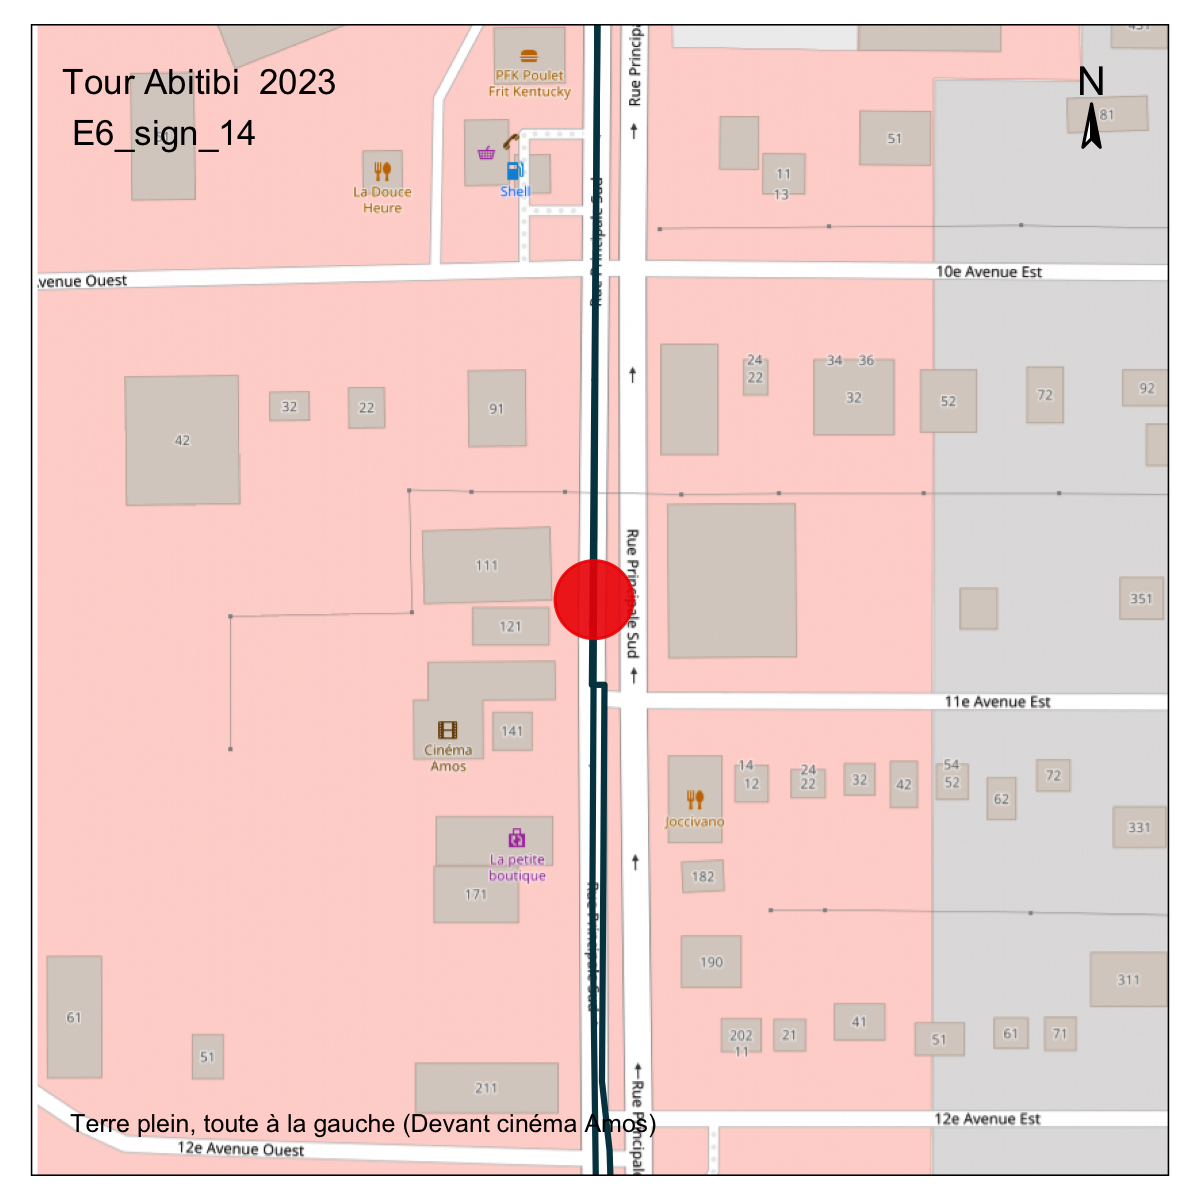 Tour Abitibi  2023
E6_sign_14
N
PFK Poulet
Frit Kentucky
Rue Principa
81
51
La Douce
Heure
Shell
11
13
Rue Principale Sud
venue Ouest
10e Avenue Est
24
22
34
36
32
52
72
92
42
32
22
91
111
121
Rue Principale Sud
351
11e Avenue Est
Cinéma
Amos
141
14
12
24
22
32
42
54
52
62
72
331
Joccivano
182
La petite
boutique
171
Rue Principale Sud
190
311
61
51
202
11
21
41
51
61
71
211
Rue Principale
Terre plein, toute à la gauche (Devant cinéma Amos)
12e Avenue Est
12e Avenue Ouest